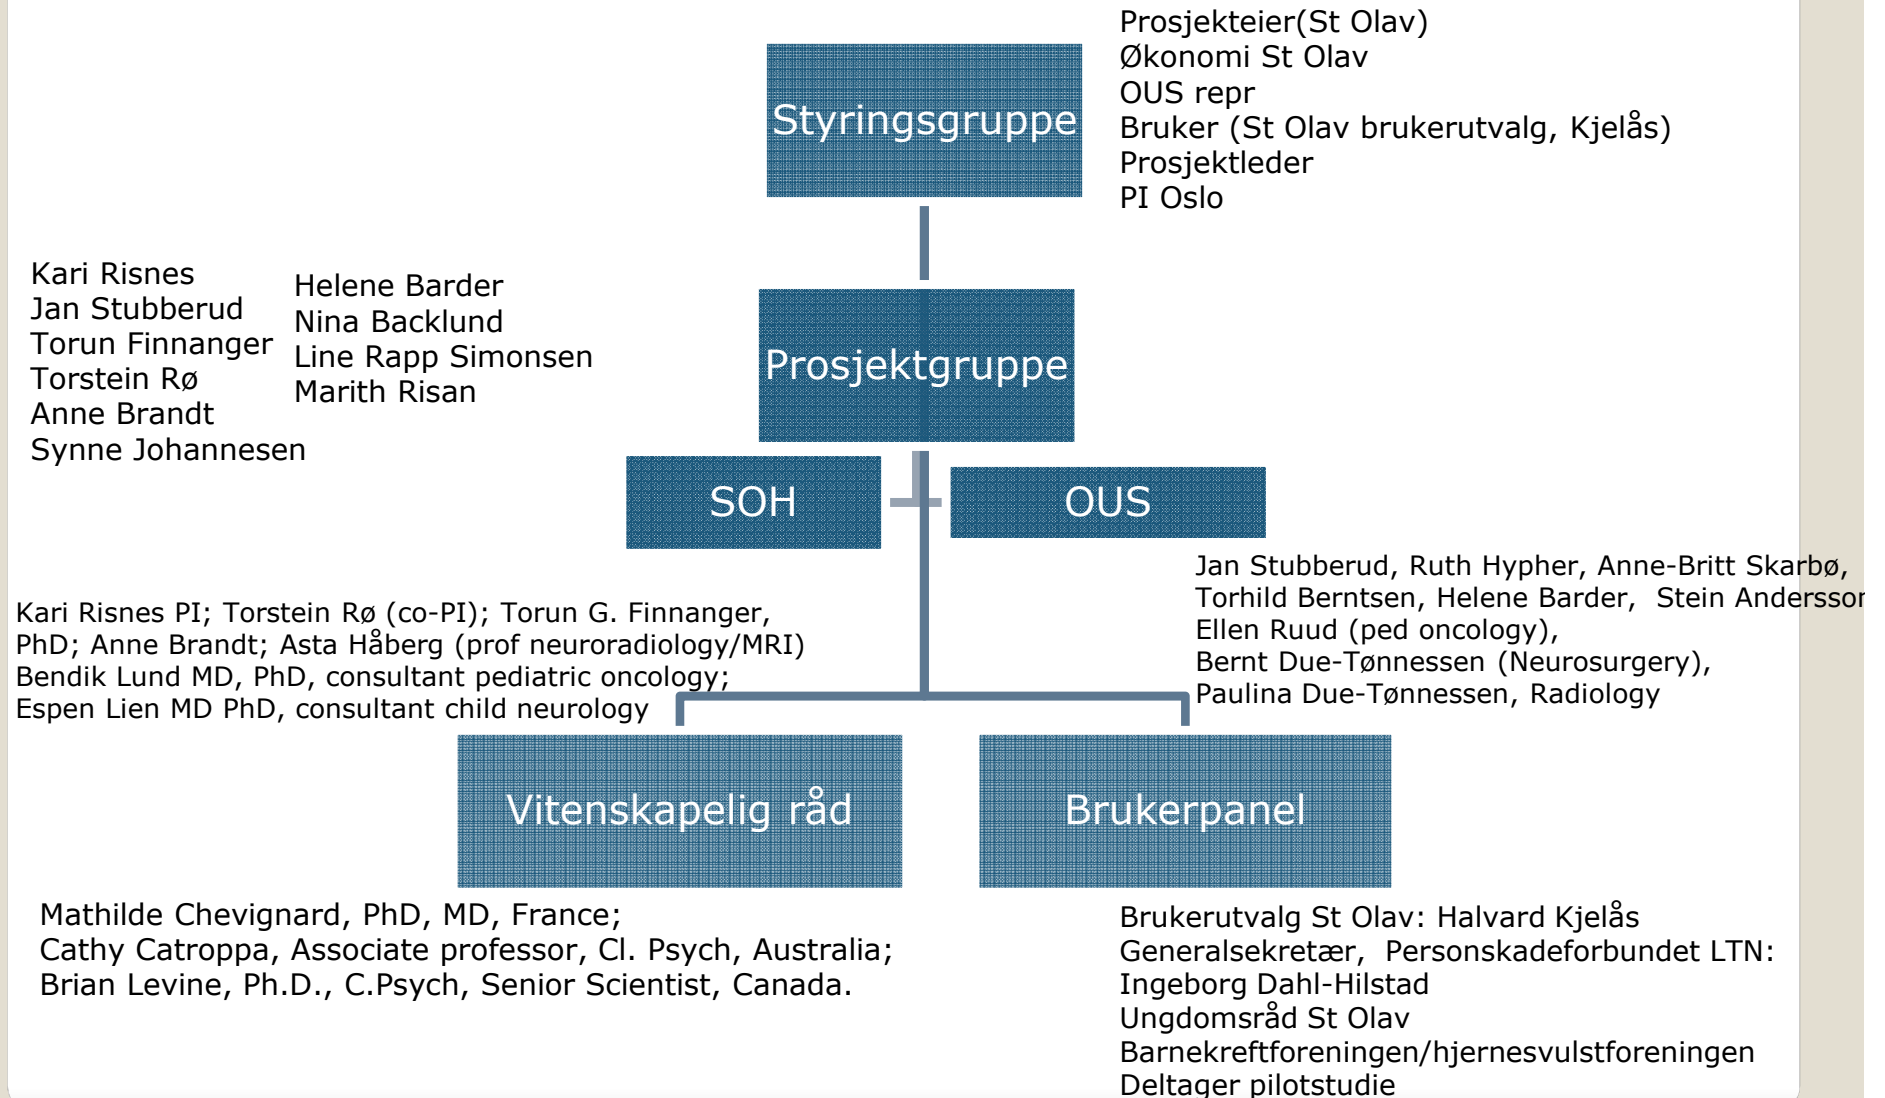 Prosjekteier(St Olav)
Økonomi St Olav
OUS repr
Bruker (St Olav brukerutvalg, Kjelås)
Prosjektleder
PI Oslo
Styringsgruppe
Kari Risnes
Jan Stubberud
Torun Finnanger
Torstein Rø
Anne Brandt
Synne Johannesen
Helene Barder
Nina Backlund
Line Rapp Simonsen
Marith Risan
Prosjektgruppe
SOH
OUS
Kari Risnes PI; Torstein Rø (co-PI); Torun G. Finnanger,
PhD; Anne Brandt; Asta Håberg (prof neuroradiology/MRI)
Bendik Lund MD, PhD, consultant pediatric oncology;
Espen Lien MD PhD, consultant child neurology
Jan Stubberud, Ruth Hypher, Anne-Britt Skarbø,
Torhild Berntsen, Helene Barder, Stein Andersson
Ellen Ruud (ped oncology),
Bernt Due-Tønnessen (Neurosurgery),
Paulina Due-Tønnessen, Radiology
Vitenskapelig råd
Brukerpanel
Mathilde Chevignard, PhD, MD, France;
Cathy Catroppa, Associate professor, Cl. Psych, Australia;
Brian Levine, Ph.D., C.Psych, Senior Scientist, Canada.
Brukerutvalg St Olav: Halvard Kjelås
Generalsekretær, Personskadeforbundet LTN:
Ingeborg Dahl-Hilstad
Ungdomsråd St Olav
Barnekreftforeningen/hjernesvulstforeningen
Deltager pilotstudie